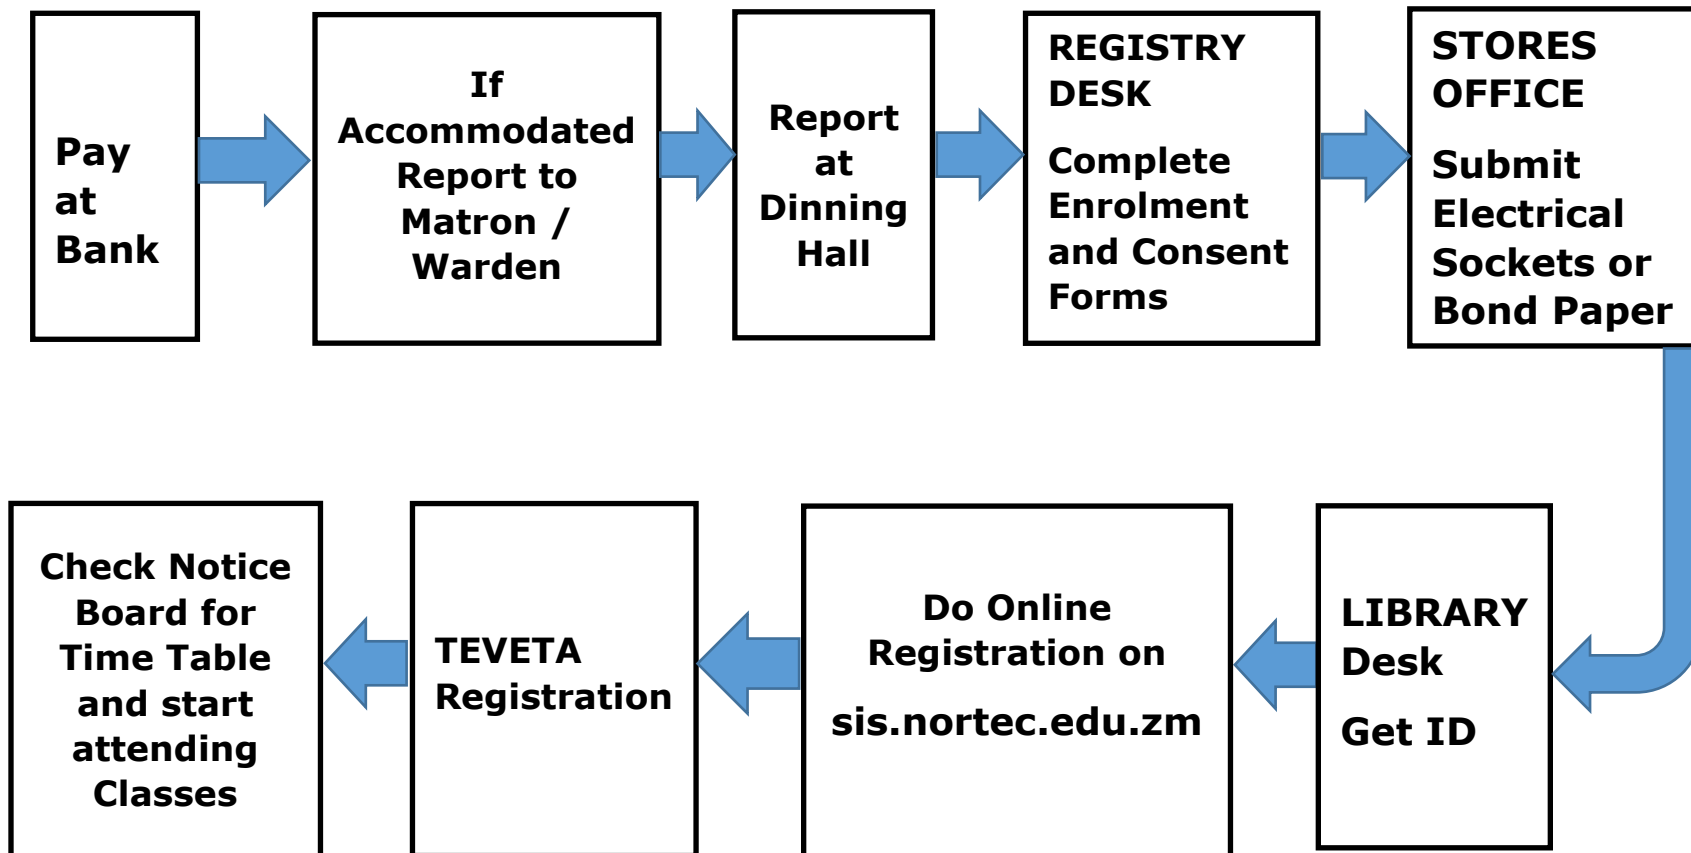 Pay
at
Bank
If
Accommodated
Report to
Matron /
Warden
Report
at
Dinning
Hall
REGISTRY
DESK
Complete
Enrolment
and Consent
Forms
STORES
OFFICE
Submit
Electrical
Sockets or
Bond Paper
LIBRARY
Desk
Get ID
Do Online
Registration on
sis.nortec.edu.zm
TEVETA
Registration
Check Notice
Board for
Time Table
and start
attending
Classes